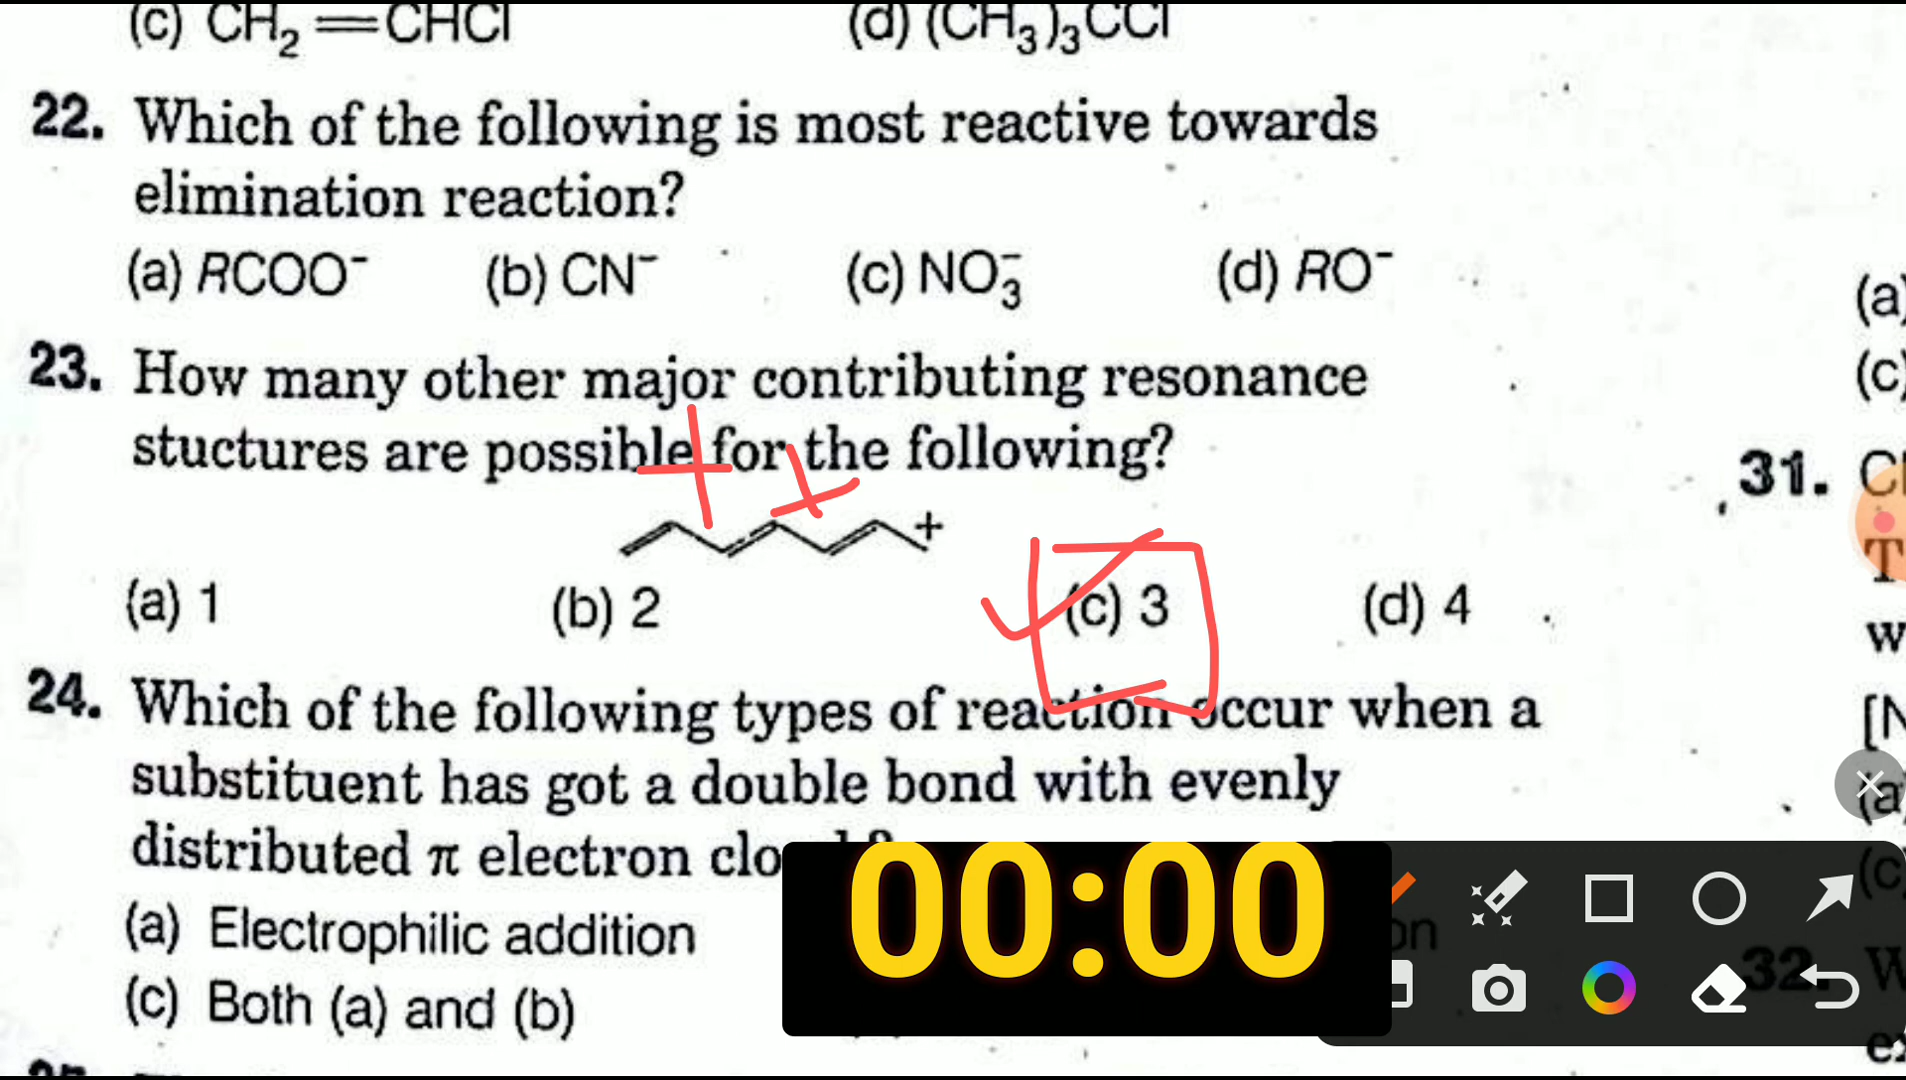 (c) CH₂=CHCl (d) (CH₃)₃CCl
22. Which of the following is most reactive towards
elimination reaction?
(a) RCOO⁻ (b) CN⁻ (c) NO₃⁻ (d) RO⁻
23. How many other major contributing resonance
stuctures are possible for the following?
+
(a) 1 (b) 2 (c) 3 (d) 4
24. Which of the following types of reaction occur when a
substituent has got a double bond with evenly
distributed π electron
(a) Electrophilic addition
(c) Both (a) and (b)
00:00
(a)
(c)
31.
32.